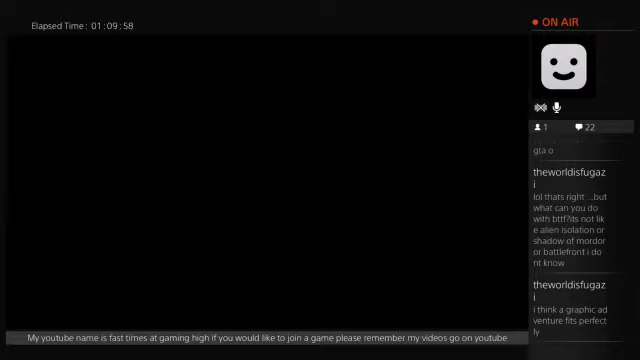 Elapsed Time : 01 : 09 : 58
ON AIR
1 22
gta o
theworldisfugaz
i
lol thats right ...but
what can you do
with bttf?its not lik
e alien isolation or
shadow of mordor
or battlefront i do
nt know
theworldisfugaz
i
i think a graphic ad
venture fits perfect
ly
My youtube name is fast times at gaming high if you would like to join a game please remember my videos go on youtube